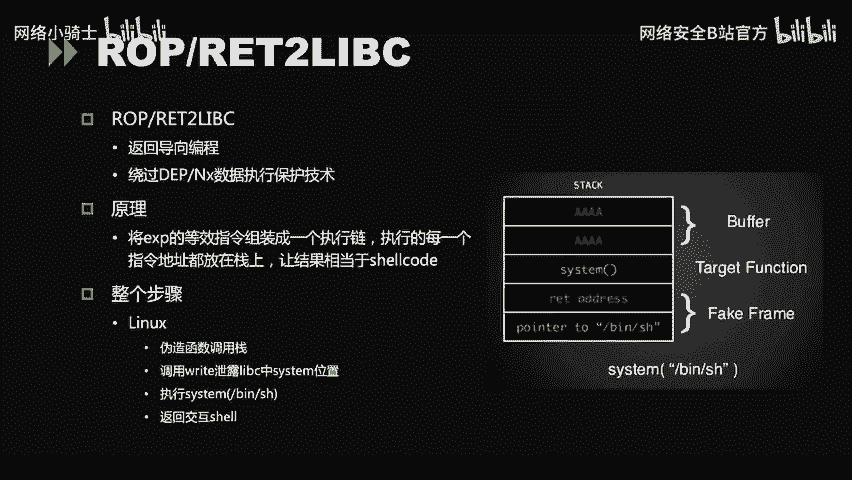 网络小骑士 bilibili
网络安全B站官方 bilibili
ROP/RET2LIBC
ROP/RET2LIBC
返回导向编程
绕过DEP/Nx数据执行保护技术
原理
将exp的等效指令组装成一个执行链，执行的每一个
指令地址都放在栈上，让结果相当于shellcode
整个步骤
Linux
伪造函数调用栈
调用write泄露libc中system位置
执行system(/bin/sh)
返回交互shell
STACK
AAAA
AAAA
Buffer
system()
Target Function
ret address
Fake Frame
pointer to "/bin/sh"
system( “/bin/sh” )